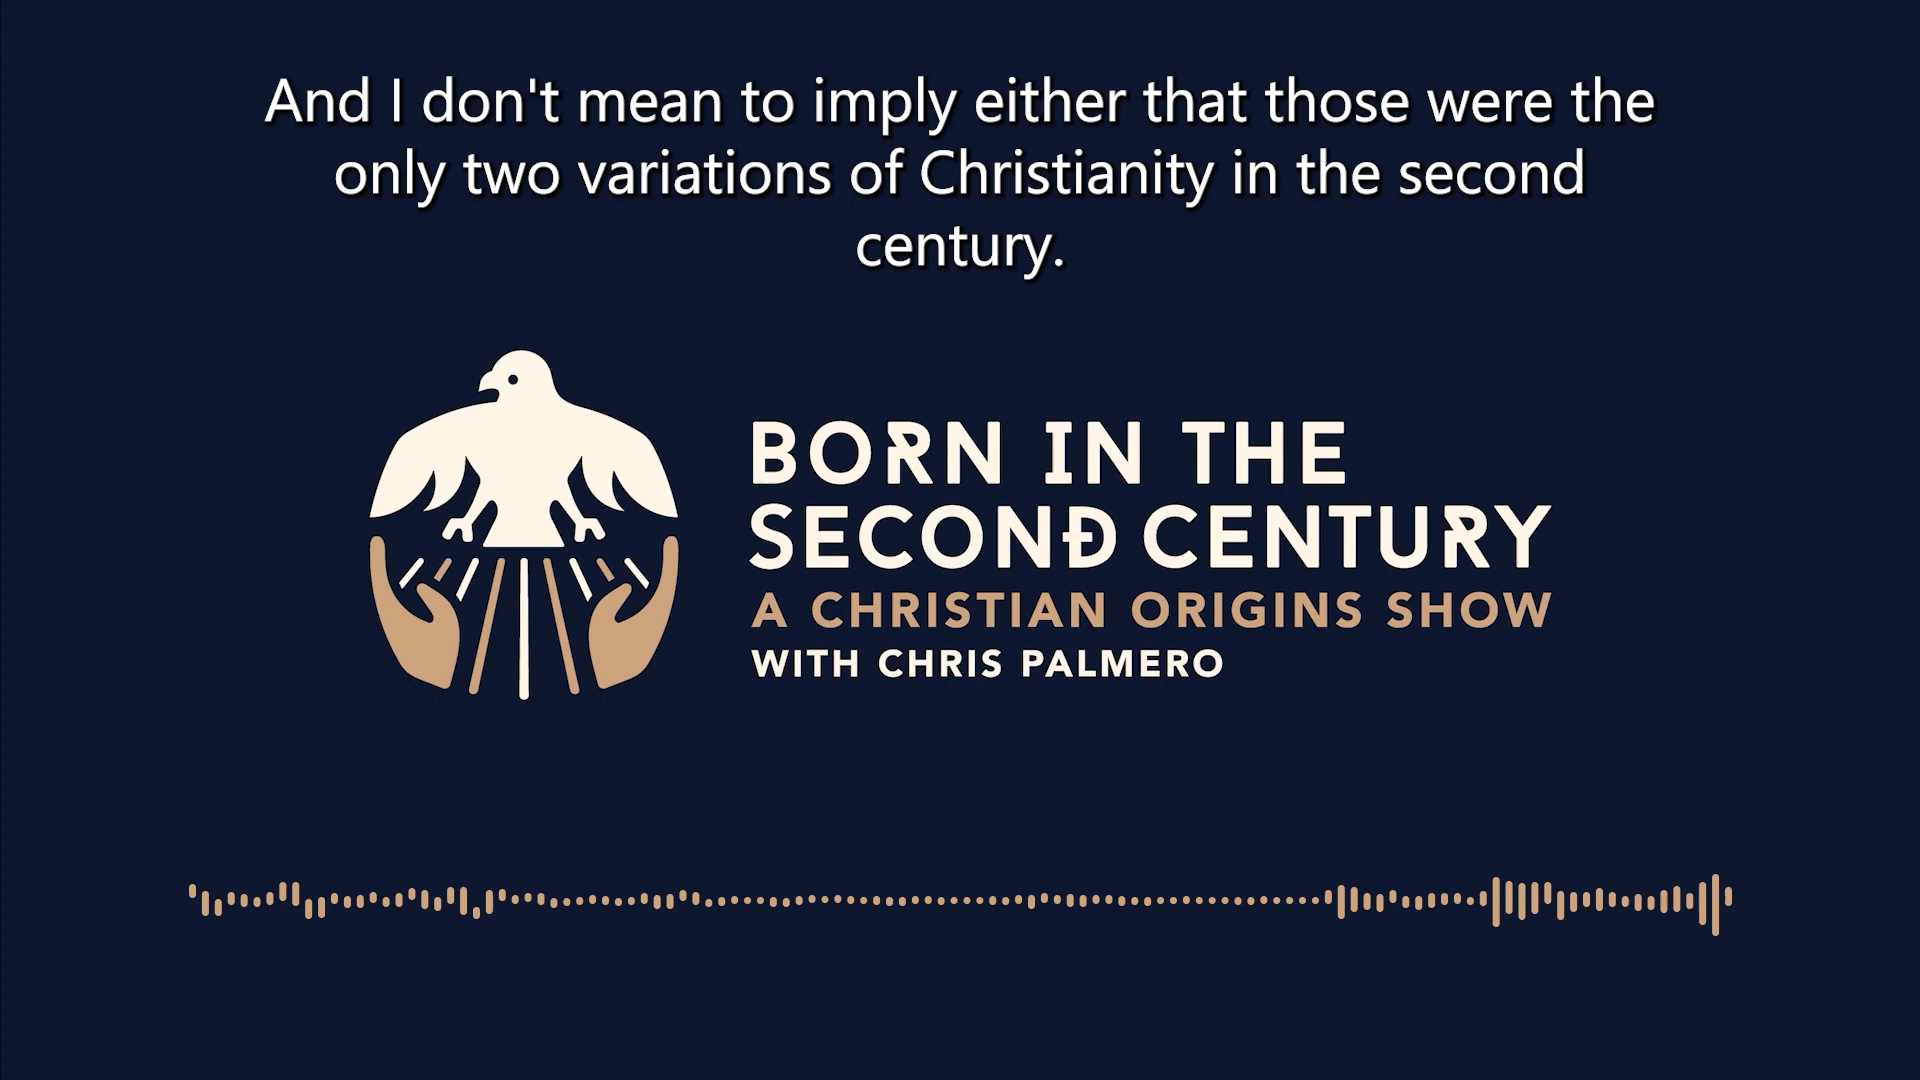 And I don't mean to imply either that those were the
only two variations of Christianity in the second
century.
BORN IN THE
SECOND CENTURY
A CHRISTIAN ORIGINS SHOW
WITH CHRIS PALMERO